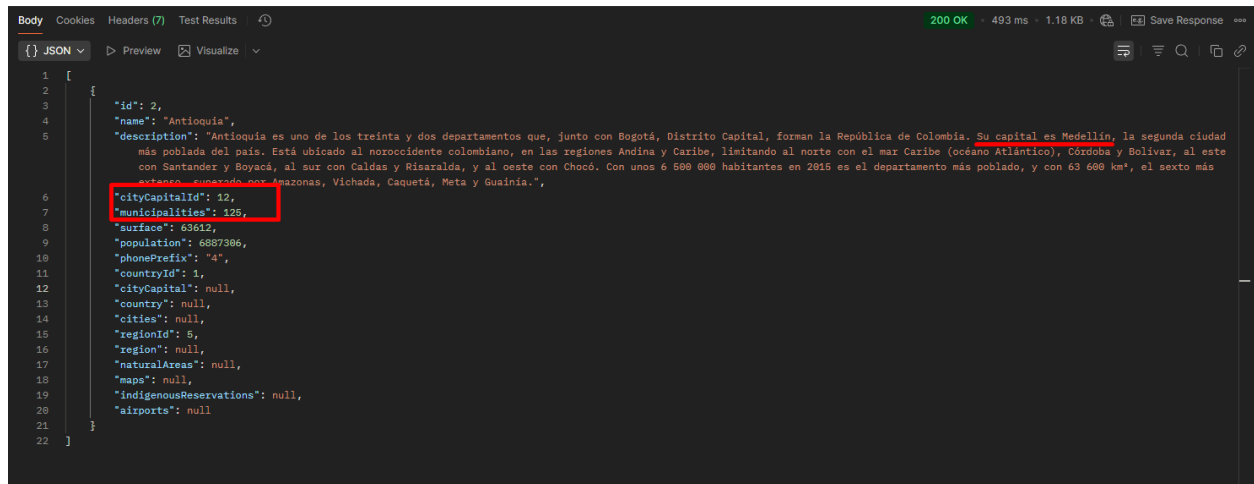 Body Cookies Headers (7) Test Results 200 OK • 493 ms • 1.18 KB • Save Response
{} JSON Preview Visualize
1 [
2 {
3 "id": 2,
4 "name": "Antioquia",
5 "description": "Antioquia es uno de los treinta y dos departamentos que, junto con Bogotá, Distrito Capital, forman la República de Colombia. Su capital es Medellín, la segunda ciudad
más poblada del país. Está ubicado al noroccidente colombiano, en las regiones Andina y Caribe, limitando al norte con el mar Caribe (océano Atlántico), Córdoba y Bolívar, al este
con Santander y Boyacá, al sur con Caldas y Risaralda, y al oeste con Chocó. Con unos 6 500 000 habitantes en 2015 es el departamento más poblado, y con 63 600 km², el sexto más
extenso, superado por Amazonas, Vichada, Caquetá, Meta y Guainía.",
6 "cityCapitalId": 12,
7 "municipalities": 125,
8 "surface": 63612,
9 "population": 6887306,
10 "phonePrefix": "4",
11 "countryId": 1,
12 "cityCapital": null,
13 "country": null,
14 "cities": null,
15 "regionId": 5,
16 "region": null,
17 "naturalAreas": null,
18 "maps": null,
19 "indigenousReservations": null,
20 "airports": null
21 }
22 ]